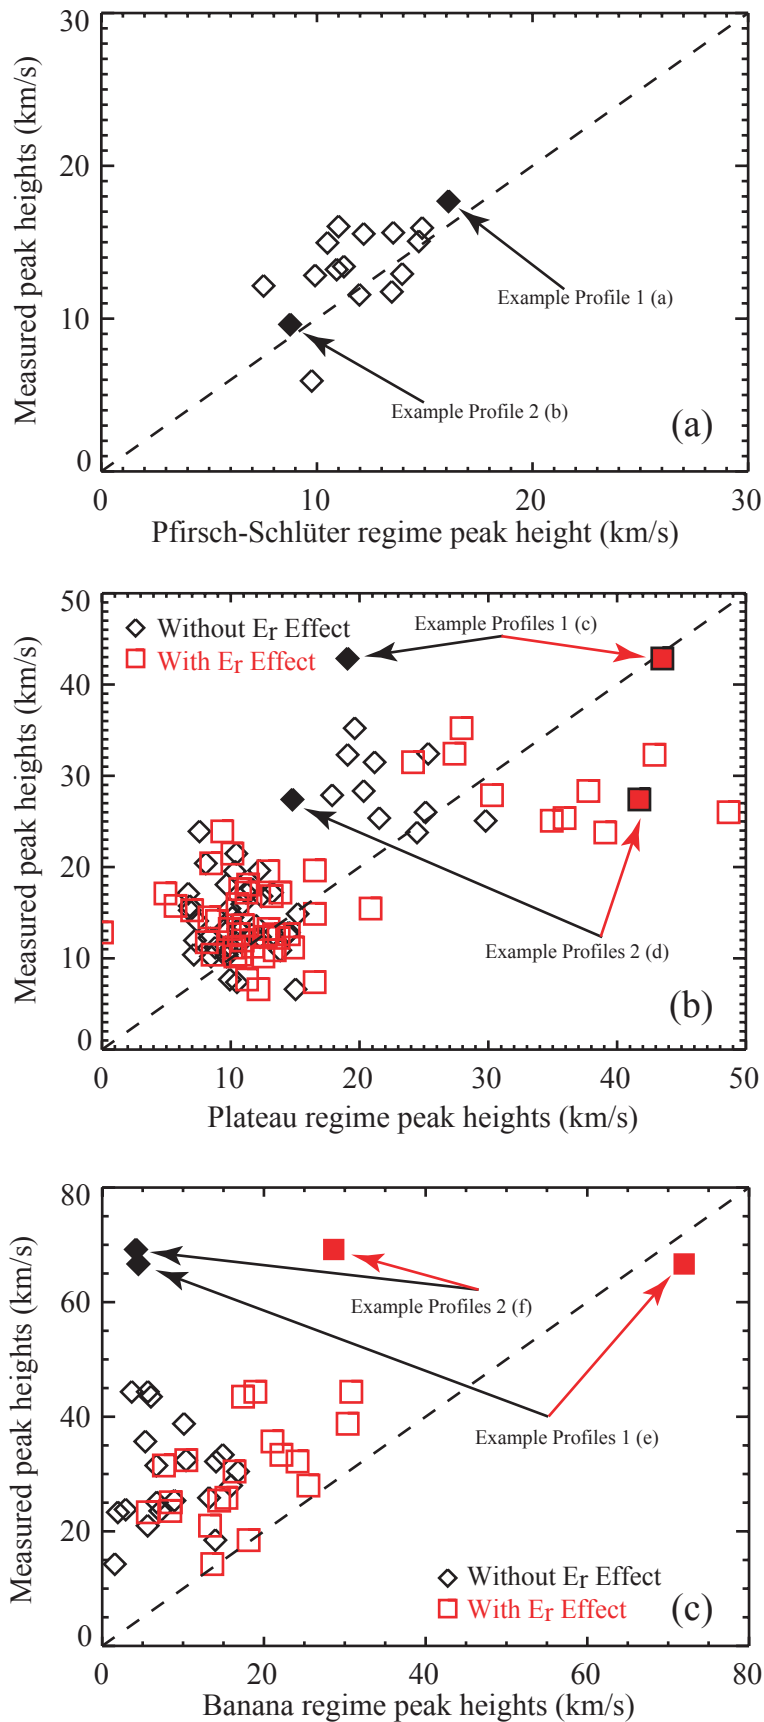 30
20
10
0
Measured peak heights (km/s)
Example Profile 1 (a)
Example Profile 2 (b)
(a)
0 10 20 30
Pfirsch-Schlüter regime peak height (km/s)
50
40
30
20
10
0
Measured peak heights (km/s)
Without Er Effect
With Er Effect
Example Profiles 1 (c)
Example Profiles 2 (d)
(b)
0 10 20 30 40 50
Plateau regime peak heights (km/s)
80
60
40
20
0
Measured peak heights (km/s)
Example Profiles 2 (f)
Example Profiles 1 (e)
Without Er Effect
With Er Effect
(c)
0 20 40 60 80
Banana regime peak heights (km/s)